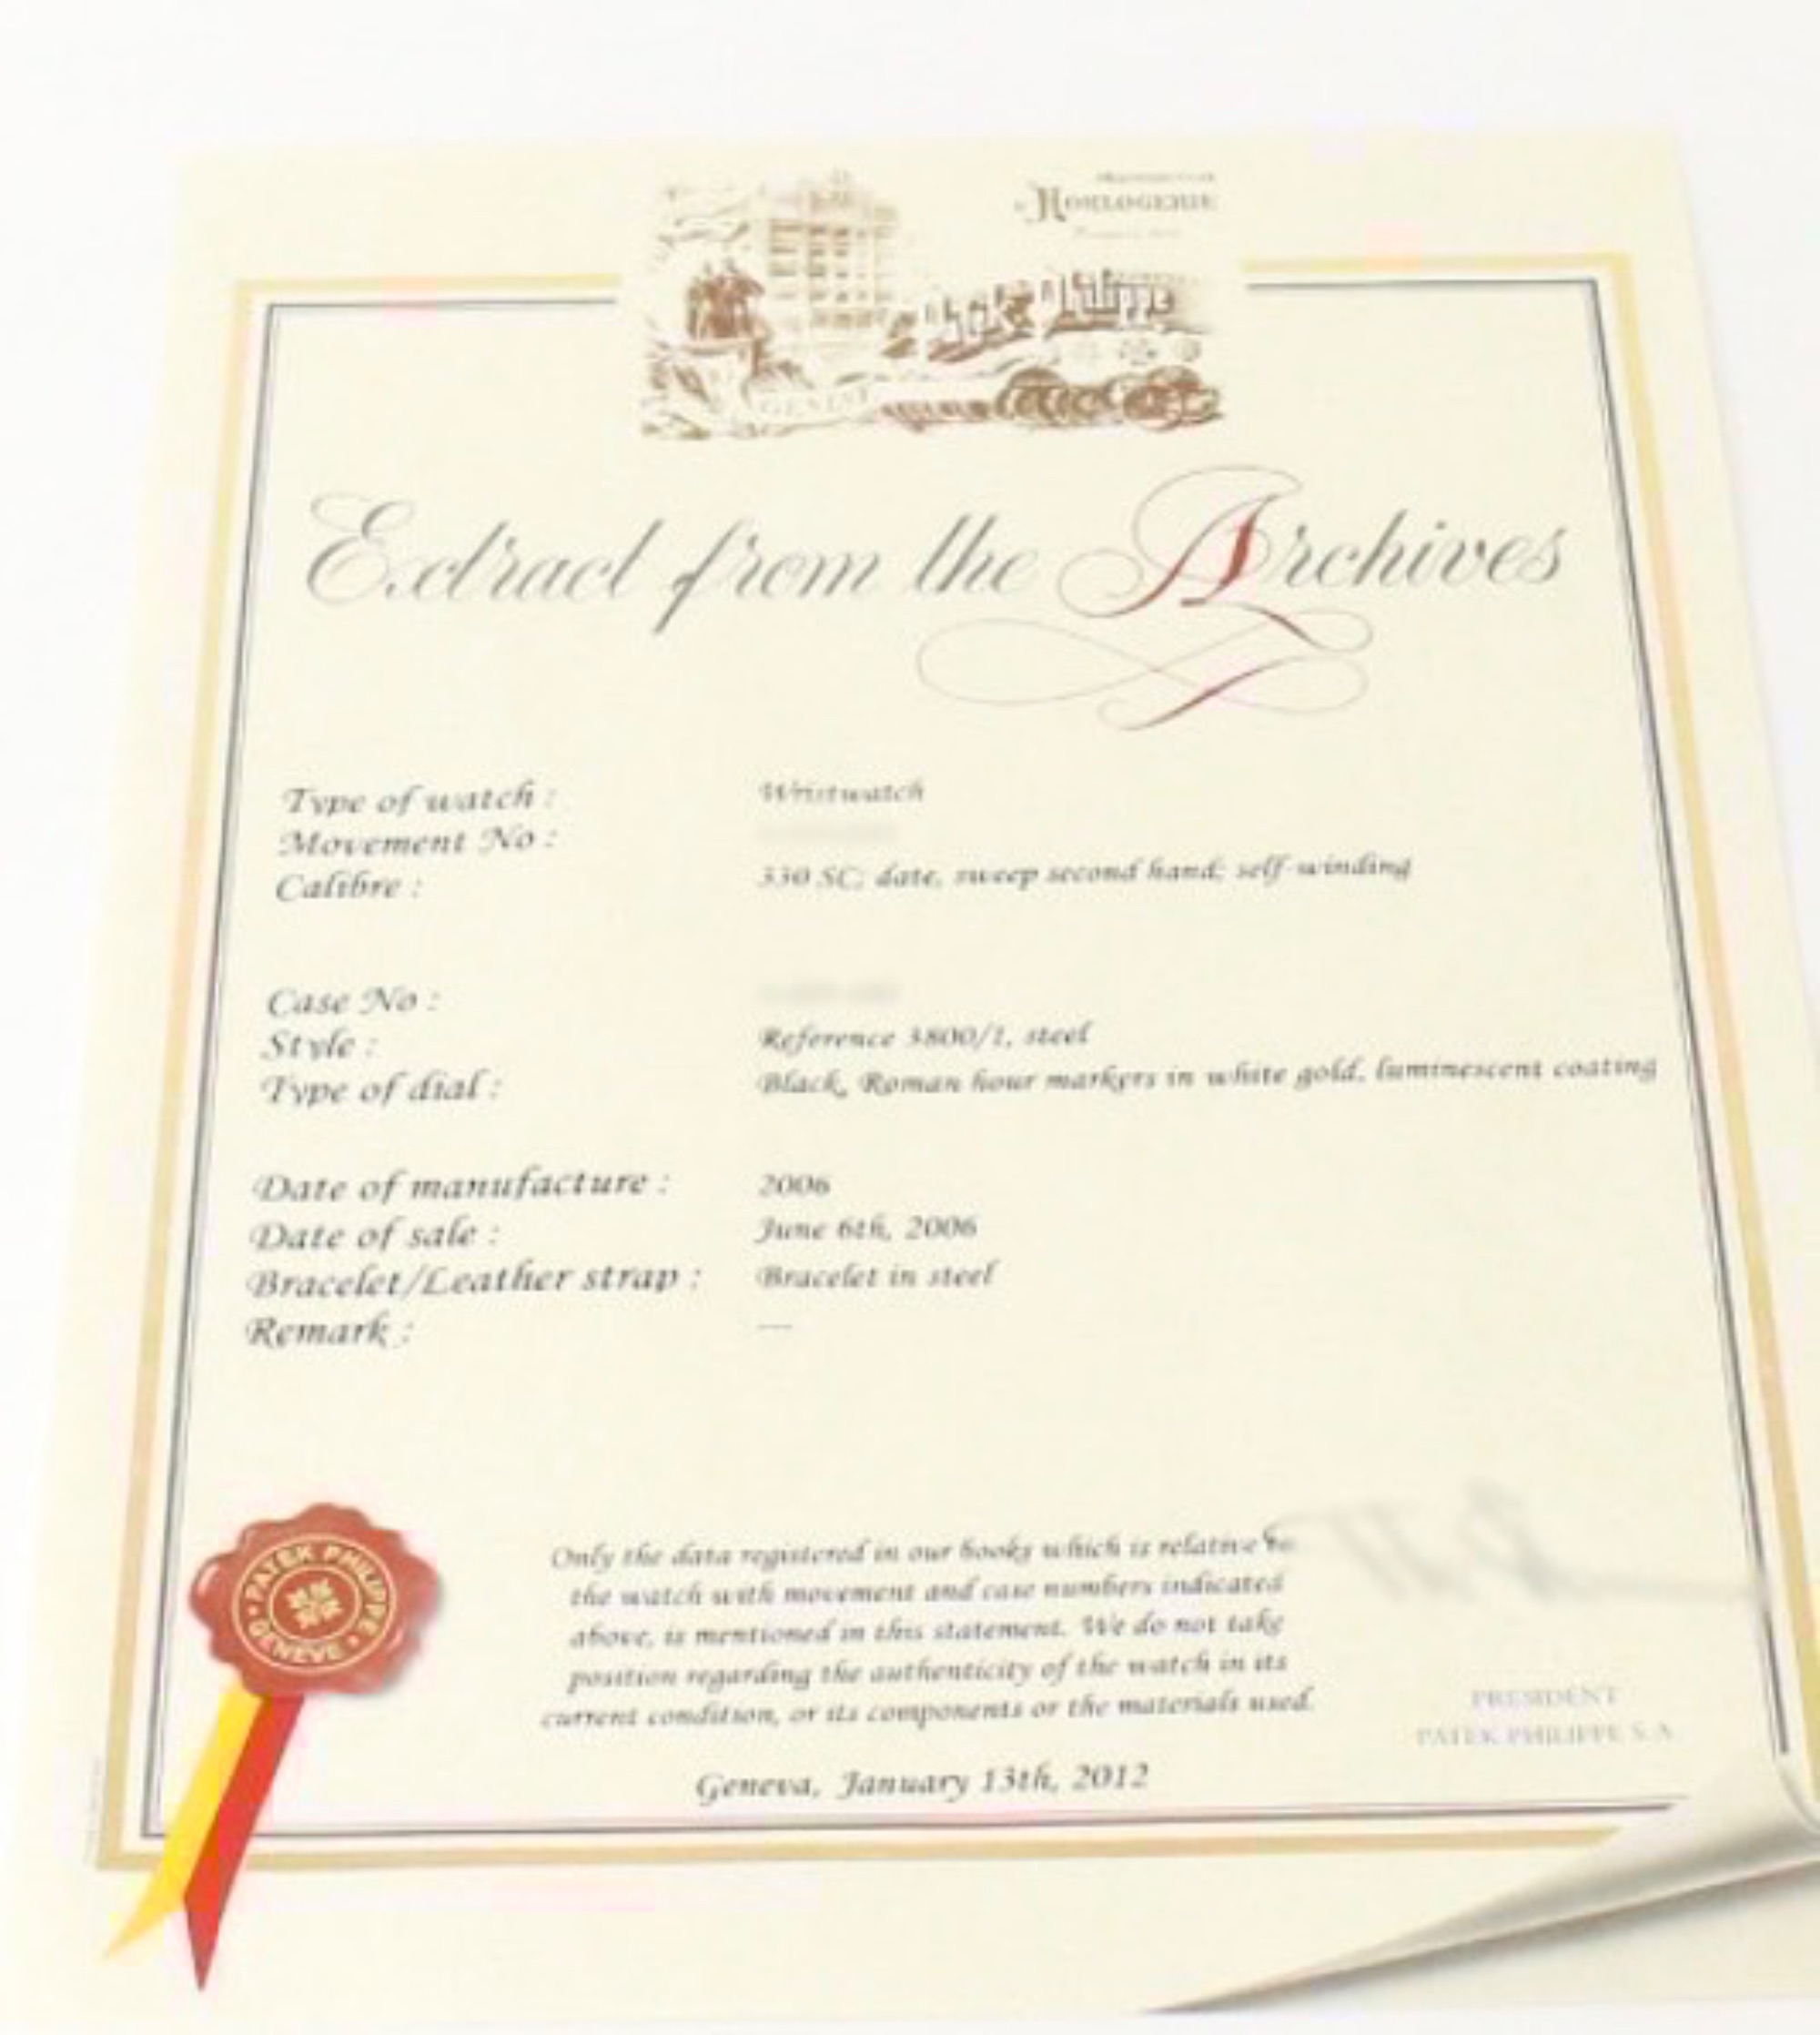 HORLOGERIE
Patek Philippe
GENEVE
Extract from the Archives
Type of watch : Wristwatch
Movement No :
Calibre : 330 SC, date, sweep second hand; self-winding
Case No :
Style : Reference 3800/1, steel
Type of dial : Black, Roman hour markers in white gold, luminescent coating
Date of manufacture : 2006
Date of sale : June 6th, 2006
Bracelet/Leather strap : Bracelet in steel
Remark : ---
PATEK PHILIPPE
GENEVE
Only the data registered in our books which is relative to
the watch with movement and case numbers indicated
above, is mentioned in this statement. We do not take
position regarding the authenticity of the watch in its
current condition, or its components or the materials used.
PRESIDENT
PATEK PHILIPPE S.A.
Geneva, January 13th, 2012